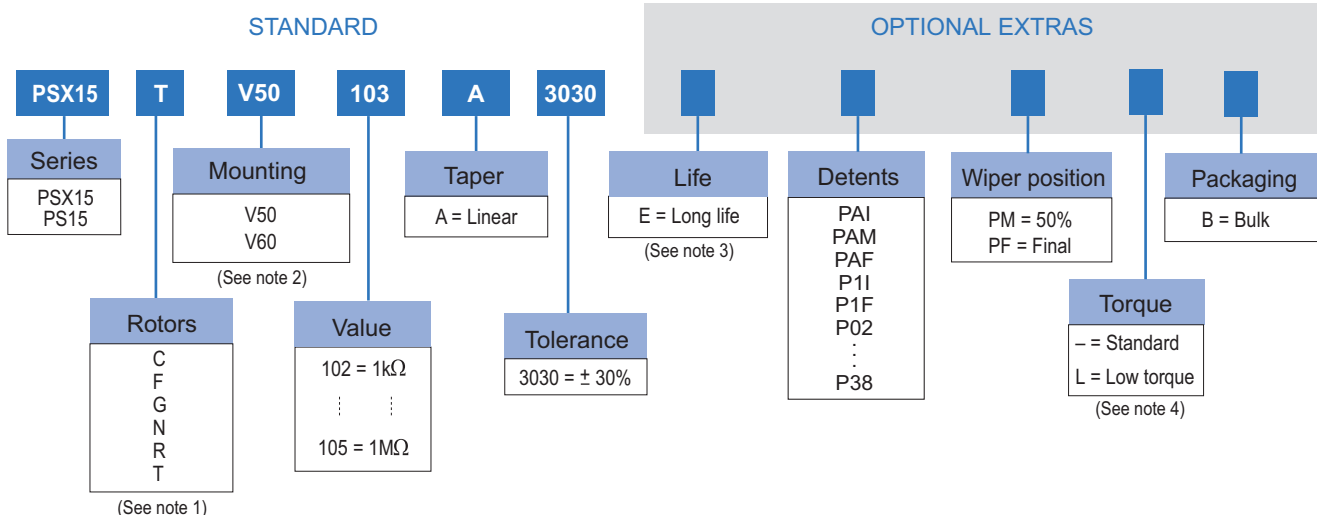 STANDARD
OPTIONAL EXTRAS
PSX15 T V50 103 A 3030
Series
PSX15
PS15
Mounting
V50
V60
(See note 2)
Taper
A = Linear
Life
E = Long life
(See note 3)
Detents
PAI
PAM
PAF
P1I
P1F
P02
:
P38
Wiper position
PM = 50%
PF = Final
Packaging
B = Bulk
Rotors
C
F
G
N
R
T
(See note 1)
Value
102 = 1kΩ
105 = 1MΩ
Tolerance
3030 = ± 30%
Torque
– = Standard
L = Low torque
(See note 4)